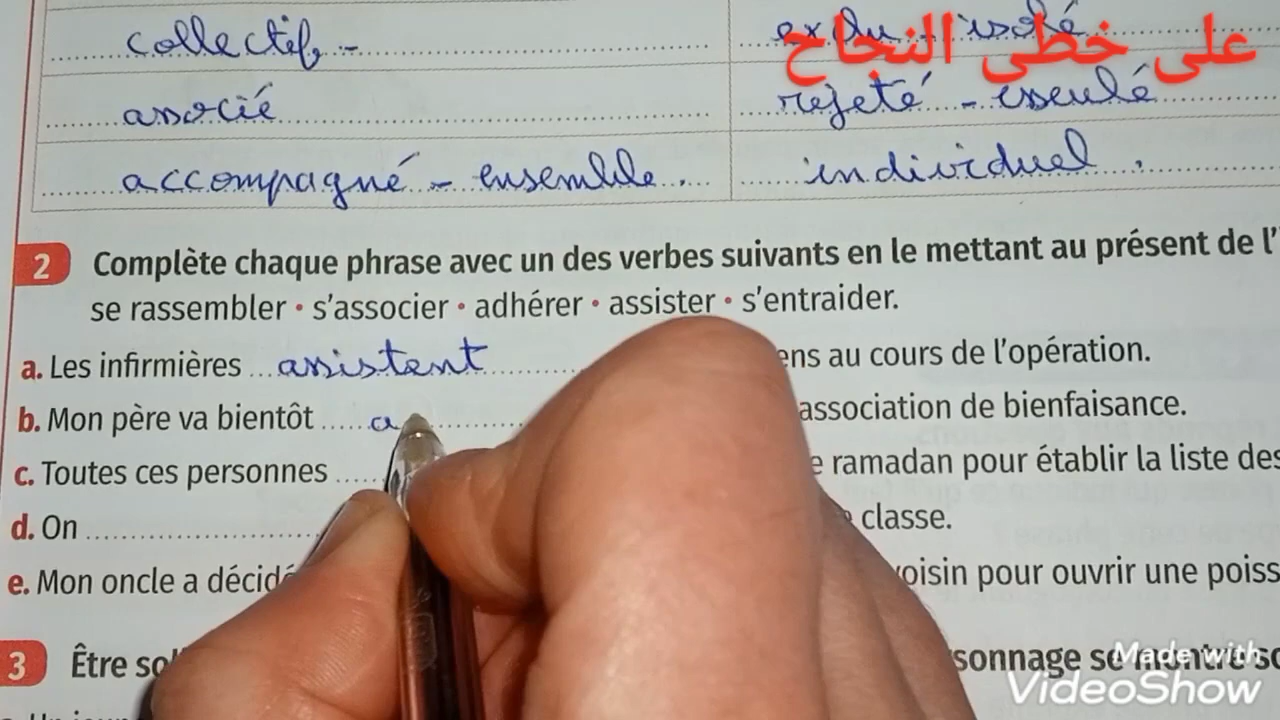 collectif -
exclu - isolé
على خطى النجاح
associé
rejeté - esseulé
accompagné - ensemble .
individuel .
2 Complète chaque phrase avec un des verbes suivants en le mettant au présent de l'
se rassembler • s'associer • adhérer • assister • s'entraider.
a. Les infirmières ... assistent ... ens au cours de l'opération.
b. Mon père va bientôt ... a ... association de bienfaisance.
c. Toutes ces personnes ... e ramadan pour établir la liste des
d. On ... classe.
e. Mon oncle a décidé ... voisin pour ouvrir une poiss
3 Être so sonnage se montre so
Made with
VideoShow